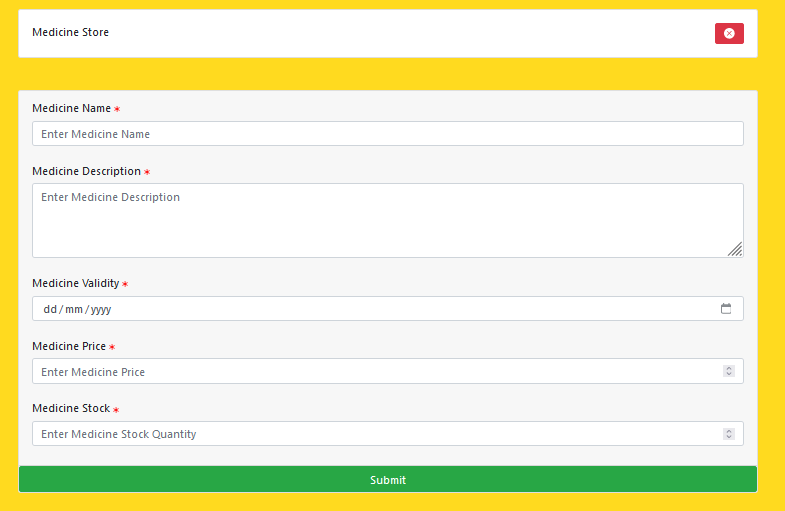 Medicine Store
Medicine Name *
Enter Medicine Name
Medicine Description *
Enter Medicine Description
Medicine Validity *
dd/mm/yyyy
Medicine Price *
Enter Medicine Price
Medicine Stock *
Enter Medicine Stock Quantity
Submit